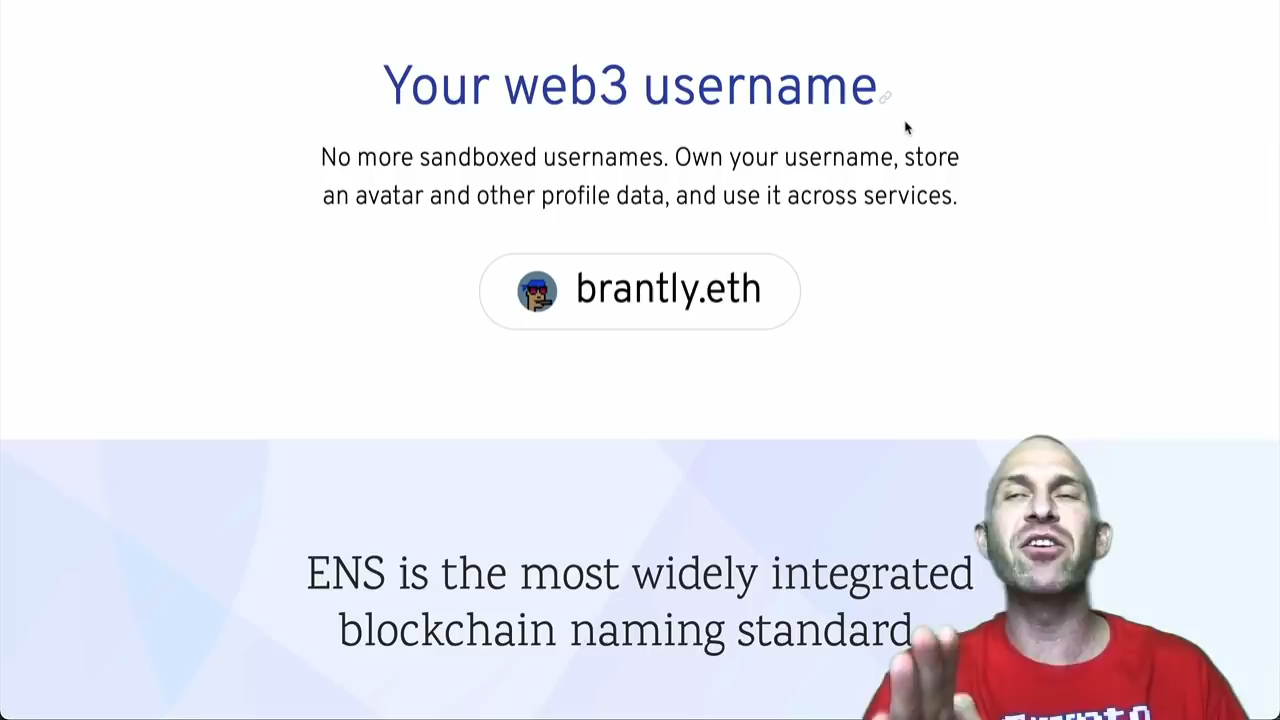 Your web3 username
No more sandboxed usernames. Own your username, store
an avatar and other profile data, and use it across services.
brantly.eth
ENS is the most widely integrated
blockchain naming standard